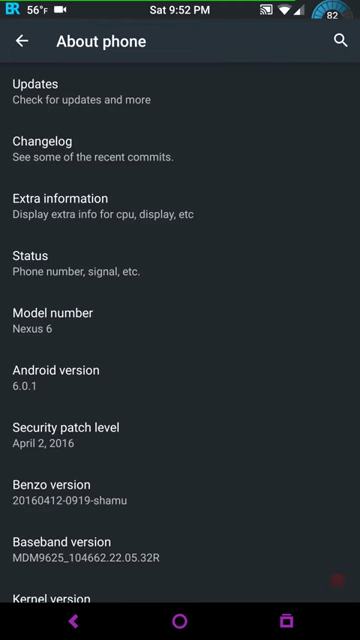 BR 56°F Sat 9:52 PM 82
About phone
Updates
Check for updates and more
Changelog
See some of the recent commits.
Extra information
Display extra info for cpu, display, etc
Status
Phone number, signal, etc.
Model number
Nexus 6
Android version
6.0.1
Security patch level
April 2, 2016
Benzo version
20160412-0919-shamu
Baseband version
MDM9625_104662.22.05.32R
Kernel version